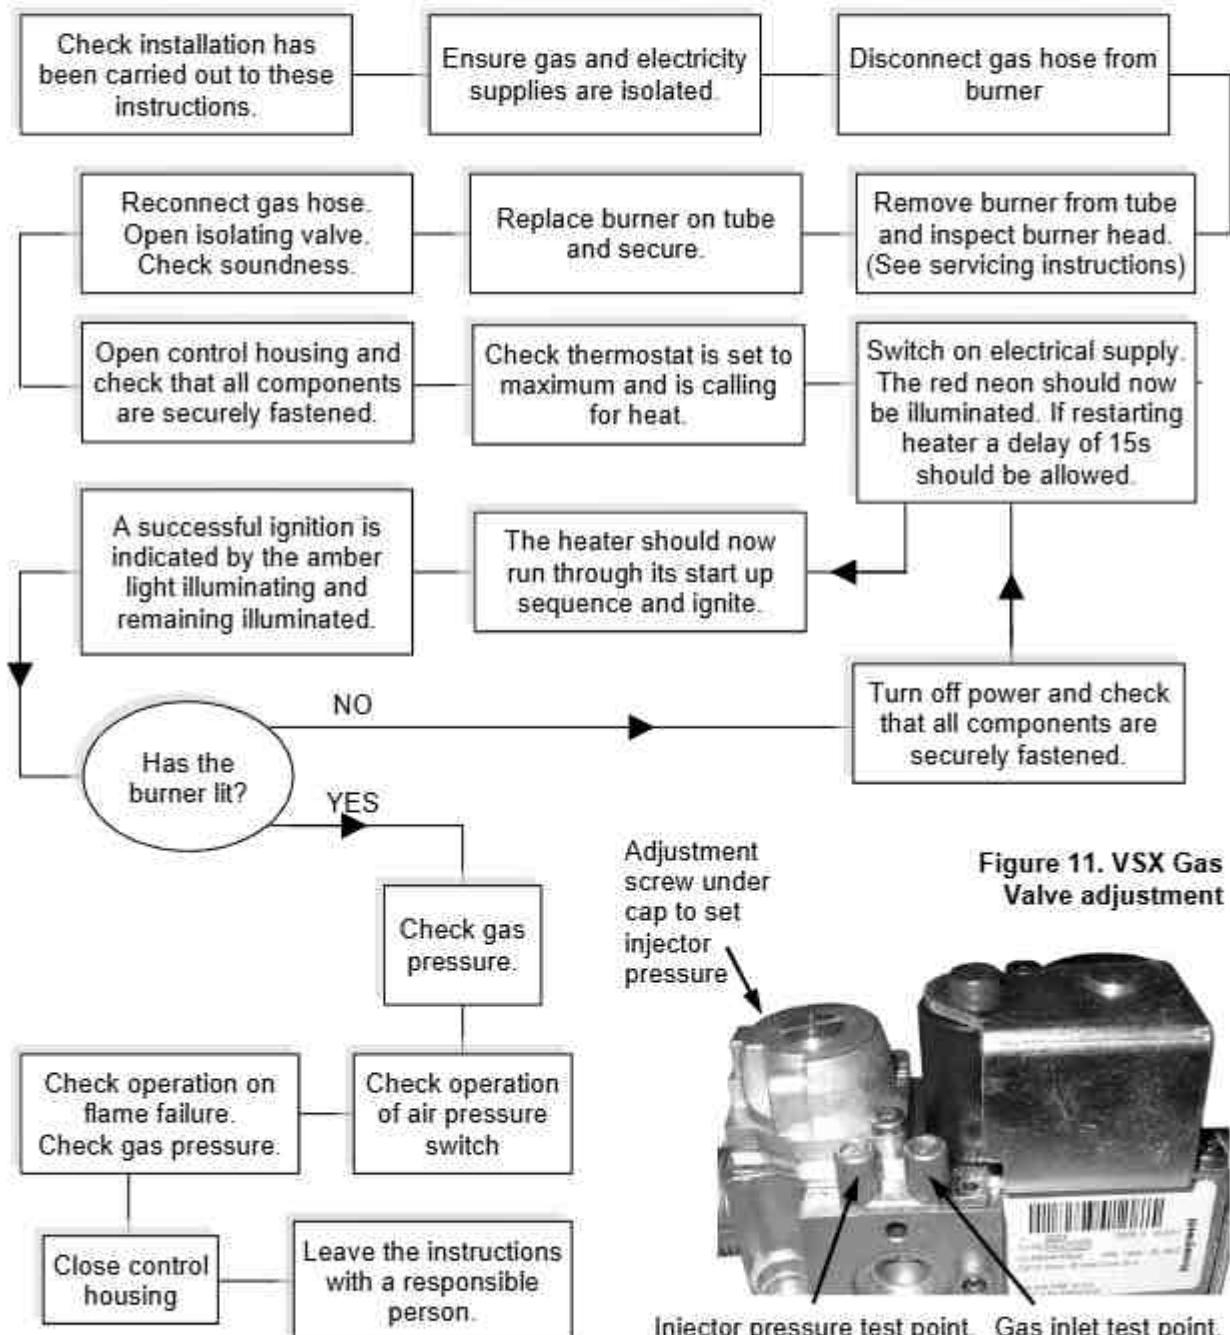 Check installation has
been carried out to these
instructions.
Ensure gas and electricity
supplies are isolated.
Disconnect gas hose from
burner
Remove burner from tube
and inspect burner head.
(See servicing instructions)
Replace burner on tube
and secure.
Reconnect gas hose.
Open isolating valve.
Check soundness.
Open control housing and
check that all components
are securely fastened.
Check thermostat is set to
maximum and is calling
for heat.
Switch on electrical supply.
The red neon should now
be illuminated. If restarting
heater a delay of 15s
should be allowed.
The heater should now
run through its start up
sequence and ignite.
A successful ignition is
indicated by the amber
light illuminating and
remaining illuminated.
Has the
burner lit?
NO
Turn off power and check
that all components are
securely fastened.
YES
Check gas
pressure.
Check operation
of air pressure
switch
Check operation on
flame failure.
Check gas pressure.
Close control
housing
Leave the instructions
with a responsible
person.
Figure 11. VSX Gas
Valve adjustment
Adjustment
screw under
cap to set
injector
pressure
Injector pressure test point.
Gas inlet test point.